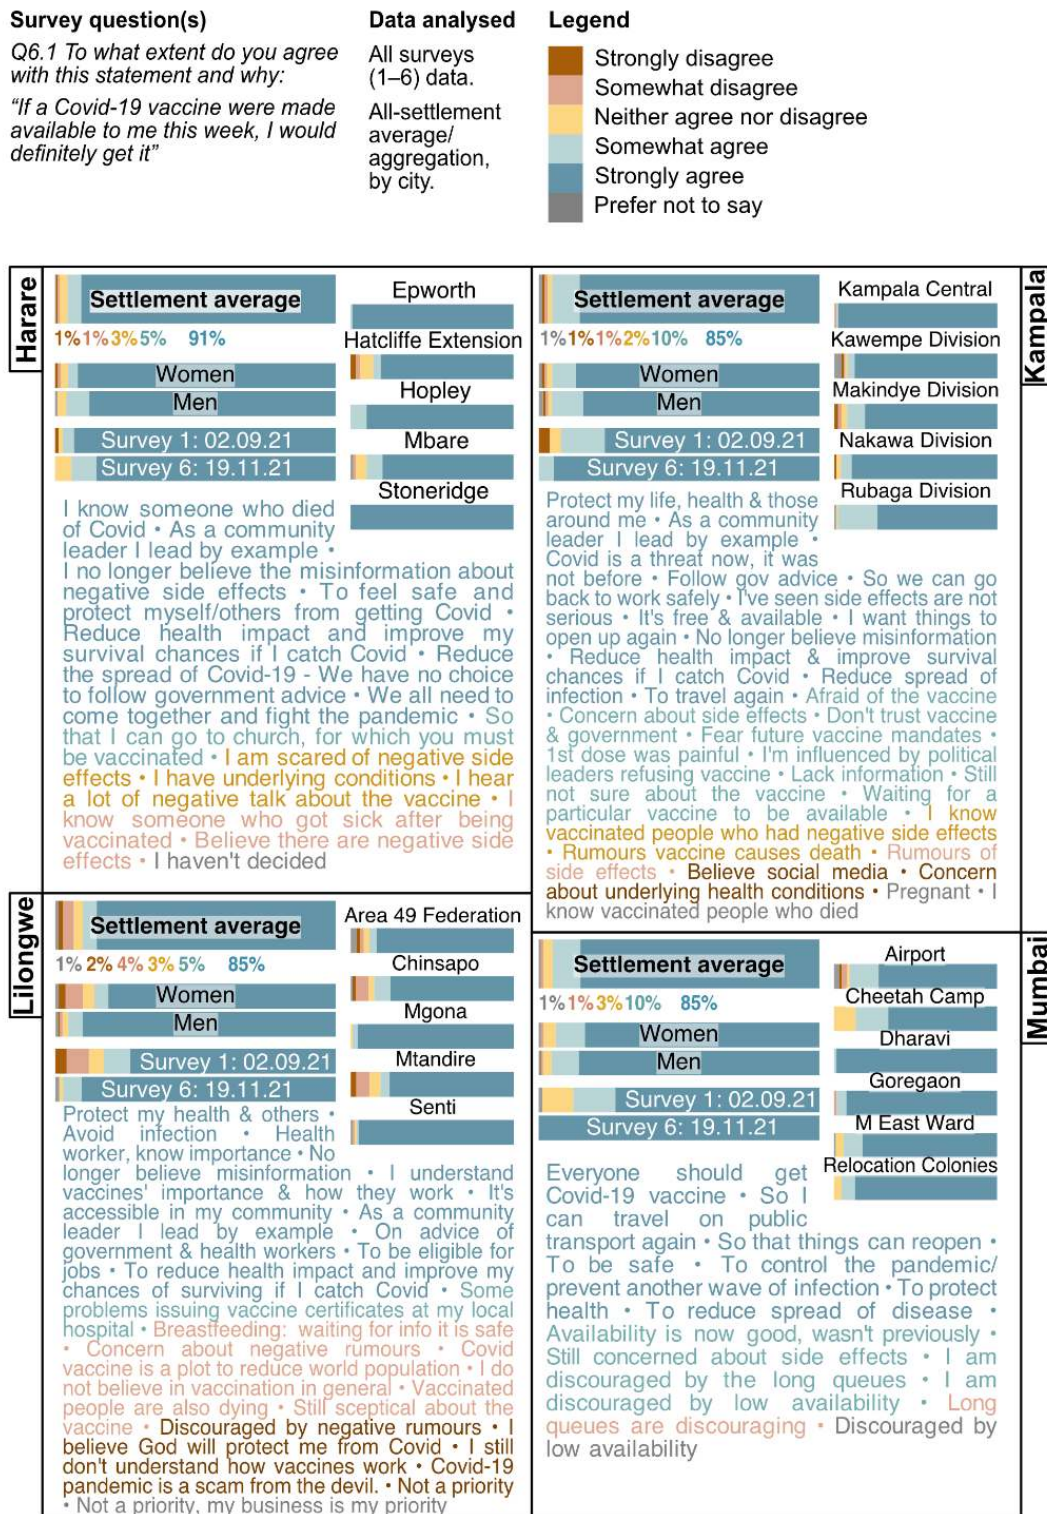 Survey question(s)
Q6.1 To what extent do you agree
with this statement and why:
“If a Covid-19 vaccine were made
available to me this week, I would
definitely get it”
Data analysed
All surveys
(1–6) data.
All-settlement
average/
aggregation,
by city.
Legend
Strongly disagree
Somewhat disagree
Neither agree nor disagree
Somewhat agree
Strongly agree
Prefer not to say
Harare
Settlement average
1% 1% 3% 5% 91%
Women
Men
Survey 1: 02.09.21
Survey 6: 19.11.21
Epworth
Hatcliffe Extension
Hopley
Mbare
Stoneridge
I know someone who died
of Covid • As a community
leader I lead by example •
I no longer believe the misinformation about
negative side effects • To feel safe and
protect myself/others from getting Covid •
Reduce health impact and improve my
survival chances if I catch Covid • Reduce
the spread of Covid-19 - We have no choice
to follow government advice • We all need to
come together and fight the pandemic • So
that I can go to church, for which you must
be vaccinated • I am scared of negative side
effects • I have underlying conditions • I hear
a lot of negative talk about the vaccine • I
know someone who got sick after being
vaccinated • Believe there are negative side
effects • I haven't decided
Kampala
Settlement average
1% 1% 1% 2% 10% 85%
Women
Men
Survey 1: 02.09.21
Survey 6: 19.11.21
Kampala Central
Kawempe Division
Makindye Division
Nakawa Division
Rubaga Division
Protect my life, health & those
around me • As a community
leader I lead by example •
Covid is a threat now, it was
not before • Follow gov advice • So we can go
back to work safely • I've seen side effects are not
serious • It's free & available • I want things to
open up again • No longer believe misinformation
• Reduce health impact & improve survival
chances if I catch Covid • Reduce spread of
infection • To travel again • Afraid of the vaccine
• Concern about side effects • Don't trust vaccine
& government • Fear future vaccine mandates •
1st dose was painful • I'm influenced by political
leaders refusing vaccine • Lack information • Still
not sure about the vaccine • Waiting for a
particular vaccine to be available • I know
vaccinated people who had negative side effects
• Rumours vaccine causes death • Rumours of
side effects • Believe social media • Concern
about underlying health conditions • Pregnant • I
know vaccinated people who died
Lilongwe
Settlement average
1% 2% 4% 3% 5% 85%
Women
Men
Survey 1: 02.09.21
Survey 6: 19.11.21
Area 49 Federation
Chinsapo
Mgona
Mtandire
Senti
Protect my health & others •
Avoid infection • Health
worker, know importance • No
longer believe misinformation • I understand
vaccines' importance & how they work • It's
accessible in my community • As a community
leader I lead by example • On advice of
government & health workers • To be eligible for
jobs • To reduce health impact and improve my
chances of surviving if I catch Covid • Some
problems issuing vaccine certificates at my local
hospital • Breastfeeding: waiting for info it is safe
• Concern about negative rumours • Covid
vaccine is a plot to reduce world population • I do
not believe in vaccination in general • Vaccinated
people are also dying • Still sceptical about the
vaccine • Discouraged by negative rumours • I
believe God will protect me from Covid • I still
don't understand how vaccines work • Covid-19
pandemic is a scam from the devil. • Not a priority
• Not a priority, my business is my priority
Mumbai
Settlement average
1% 1% 3% 10% 85%
Women
Men
Survey 1: 02.09.21
Survey 6: 19.11.21
Airport
Cheetah Camp
Dharavi
Goregaon
M East Ward
Relocation Colonies
Everyone should get
Covid-19 vaccine • So I
can travel on public
transport again • So that things can reopen •
To be safe • To control the pandemic/
prevent another wave of infection • To protect
health • To reduce spread of disease •
Availability is now good, wasn't previously •
Still concerned about side effects • I am
discouraged by the long queues • I am
discouraged by low availability • Long
queues are discouraging • Discouraged by
low availability